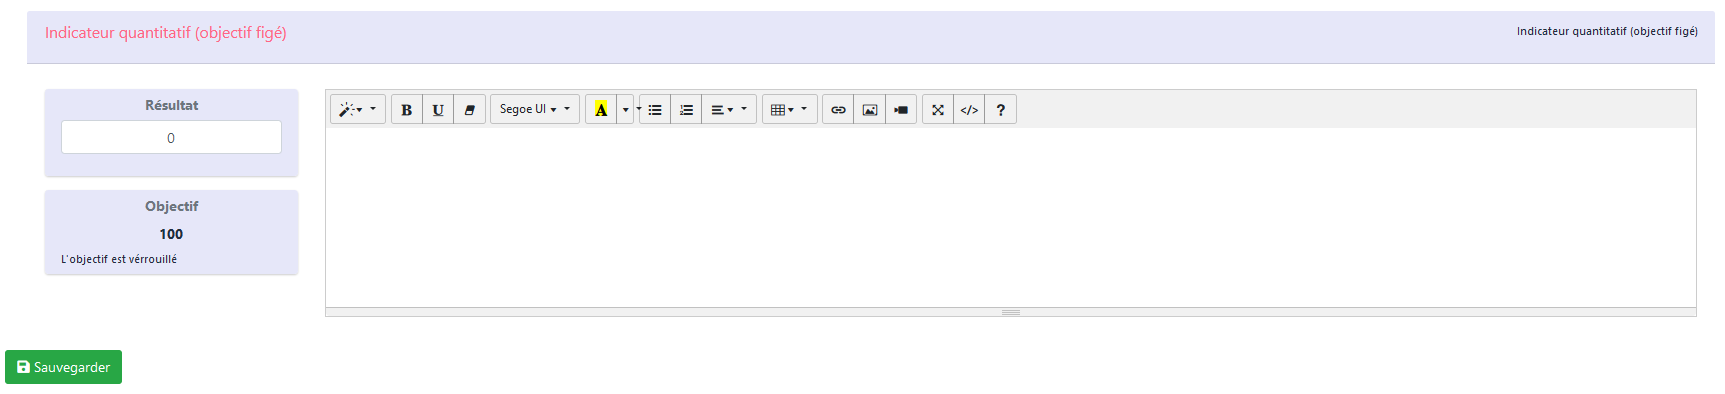 Indicateur quantitatif (objectif figé)
Indicateur quantitatif (objectif figé)
Résultat
0
Objectif
100
L'objectif est vérrouillé
B U Segoe UI A </> ?
Sauvegarder